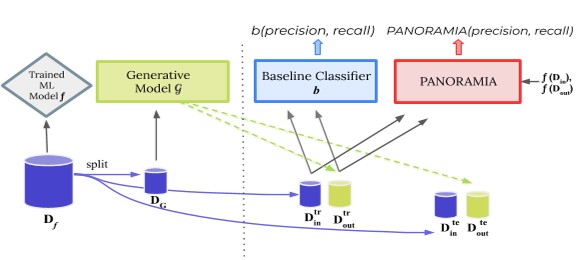 b(precision, recall)
PANORAMIA(precision, recall)
Trained
ML
Model f
Generative
Model G
Baseline Classifier
b
PANORAMIA
f (D_in),
f (D_out)
split
D_f
D_G
D_in^tr
D_out^tr
D_in^te
D_out^te